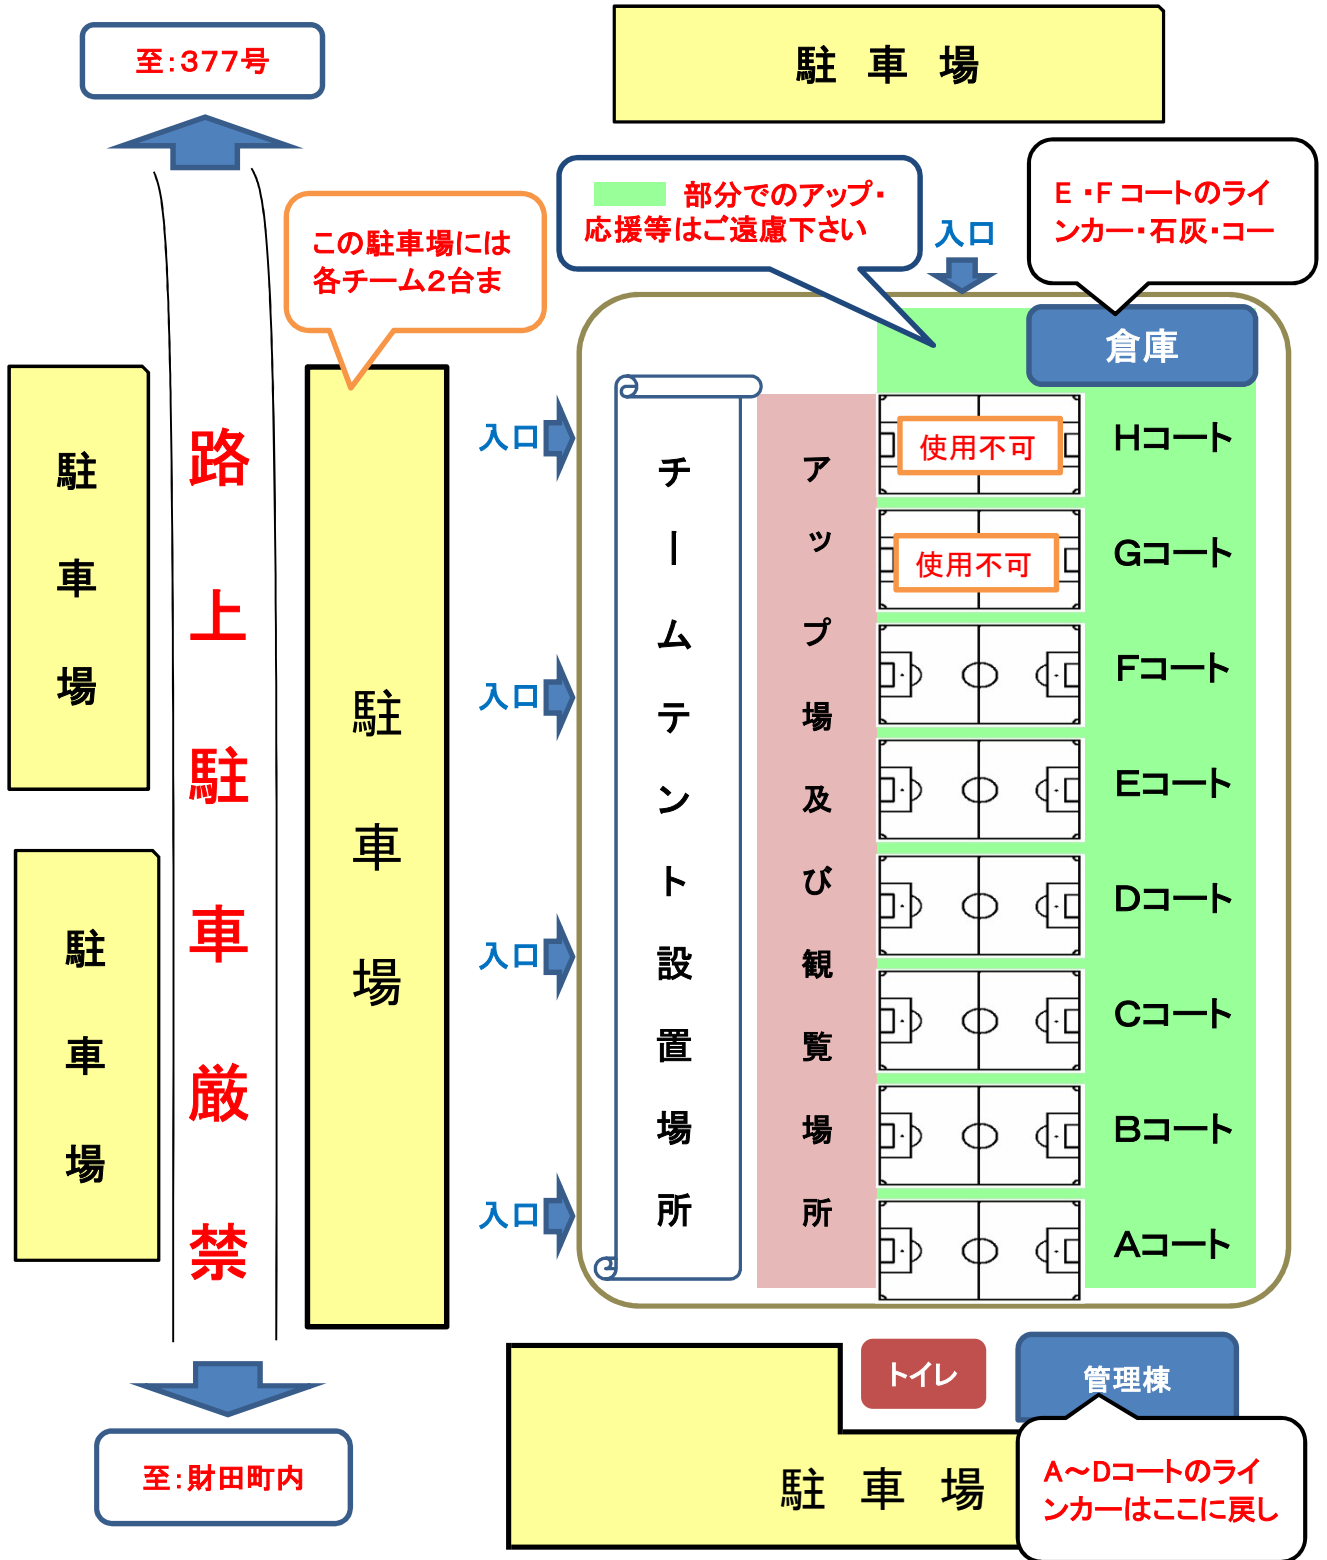 至：３７７号
駐 車 場
部分でのアップ・
応援等はご遠慮下さい
E ・F コートのライ
ンカー・石灰・コー
この駐車場には
各チーム２台ま
入口
倉庫
路上駐車厳禁
駐車場
駐車場
駐車場
入口
入口
入口
入口
チームテント設置場所
アップ場及び観覧場所
使用不可
Hコート
使用不可
Gコート
Fコート
Eコート
Dコート
Cコート
Bコート
Aコート
トイレ
管理棟
至：財田町内
駐 車 場
A～Dコートのライ
ンカーはここに戻し